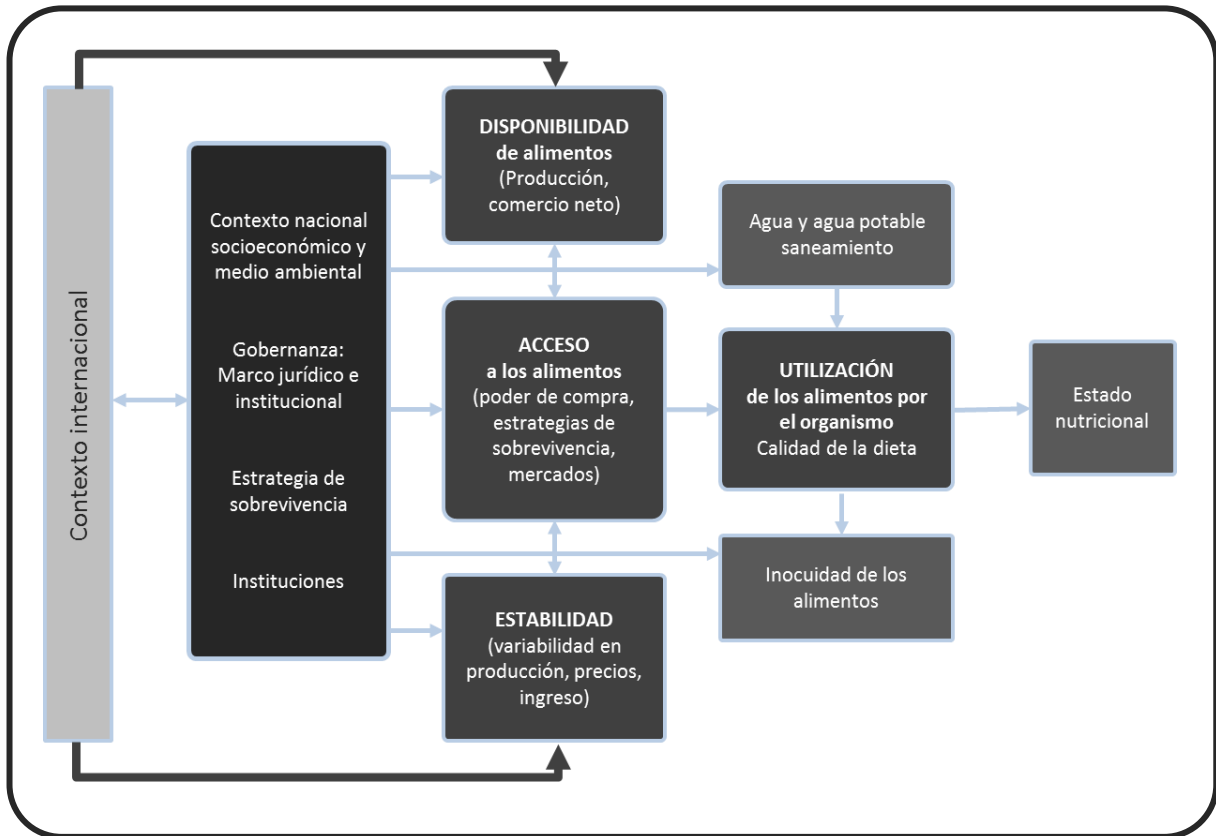 Contexto internacional
Contexto nacional
socioeconómico y
medio ambiental
Gobernanza:
Marco jurídico e
institucional
Estrategia de
sobrevivencia
Instituciones
DISPONIBILIDAD
de alimentos
(Producción,
comercio neto)
ACCESO
a los alimentos
(poder de compra,
estrategias de
sobrevivencia,
mercados)
ESTABILIDAD
(variabilidad en
producción, precios,
ingreso)
Agua y agua potable
saneamiento
UTILIZACIÓN
de los alimentos por
el organismo
Calidad de la dieta
Inocuidad de los
alimentos
Estado
nutricional